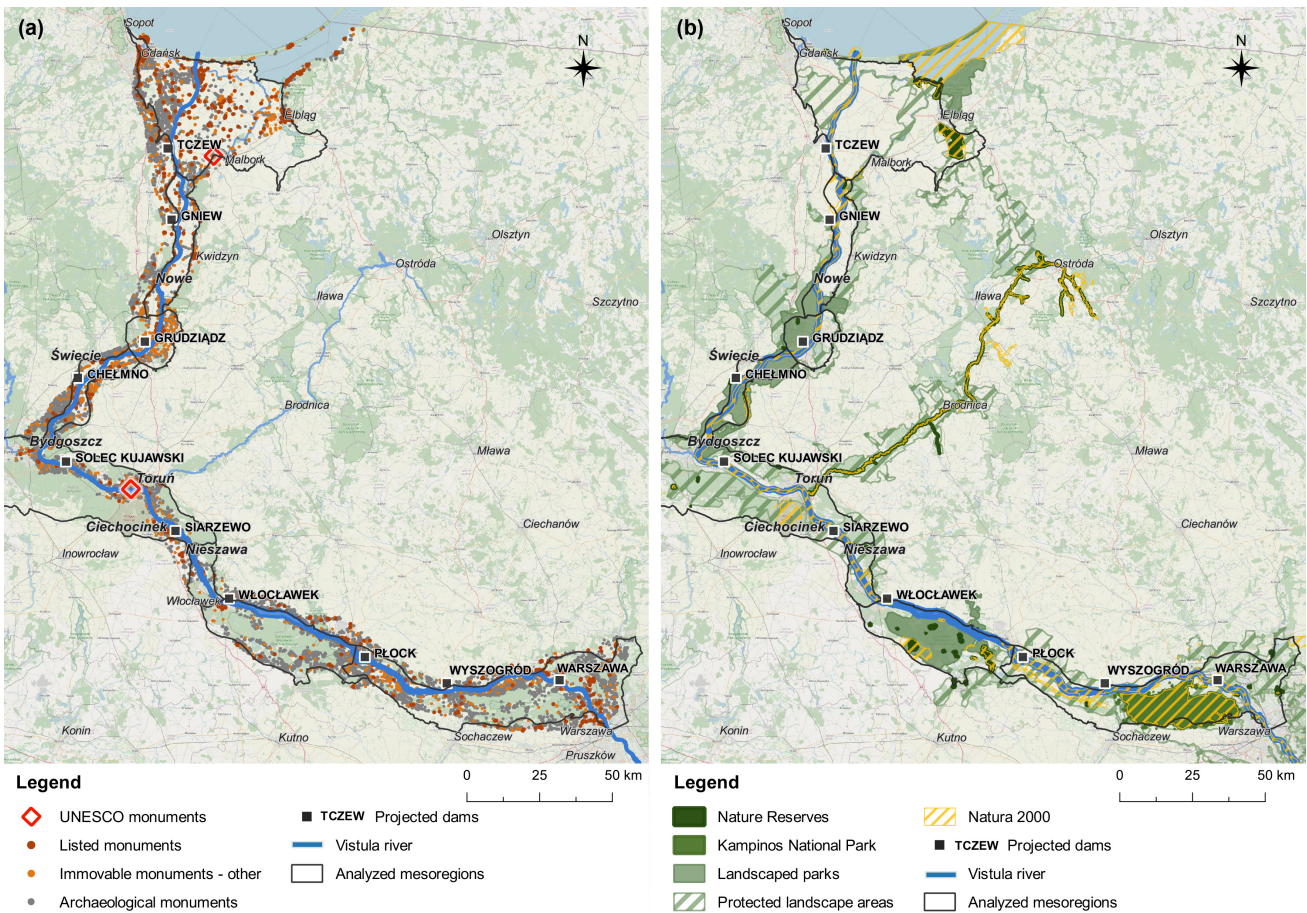 (a)
Sopot
Gdańsk
N
Elbląg
TCZEW
Malbork
GNIEW
Olsztyn
Kwidzyn
Ostróda
Nowe
Iława
Szczytno
GRUDZIĄDZ
Świecie
CHEŁMNO
Brodnica
Bydgoszcz
Mława
SOLEC KUJAWSKI
Toruń
Ciechocinek
SIARZEWO
Ciechanów
Inowrocław
Nieszawa
Włocławek
WŁOCŁAWEK
PŁOCK
WYSZOGRÓD
WARSZAWA
Konin
Kutno
Sochaczew
Warszawa
Pruszków
Legend
0 25 50 km
UNESCO monuments
Listed monuments
Immovable monuments - other
Archaeological monuments
TCZEW Projected dams
Vistula river
Analyzed mesoregions
(b)
Sopot
Gdańsk
N
Elbląg
TCZEW
Malbork
GNIEW
Olsztyn
Kwidzyn
Ostróda
Nowe
Iława
Szczytno
GRUDZIĄDZ
Świecie
CHEŁMNO
Brodnica
Bydgoszcz
Mława
SOLEC KUJAWSKI
Toruń
Ciechocinek
SIARZEWO
Ciechanów
Inowrocław
Nieszawa
WŁOCŁAWEK
PŁOCK
WYSZOGRÓD
WARSZAWA
Konin
Kutno
Sochaczew
Warszawa
Legend
0 25 50 km
Nature Reserves
Kampinos National Park
Landscaped parks
Protected landscape areas
Natura 2000
TCZEW Projected dams
Vistula river
Analyzed mesoregions